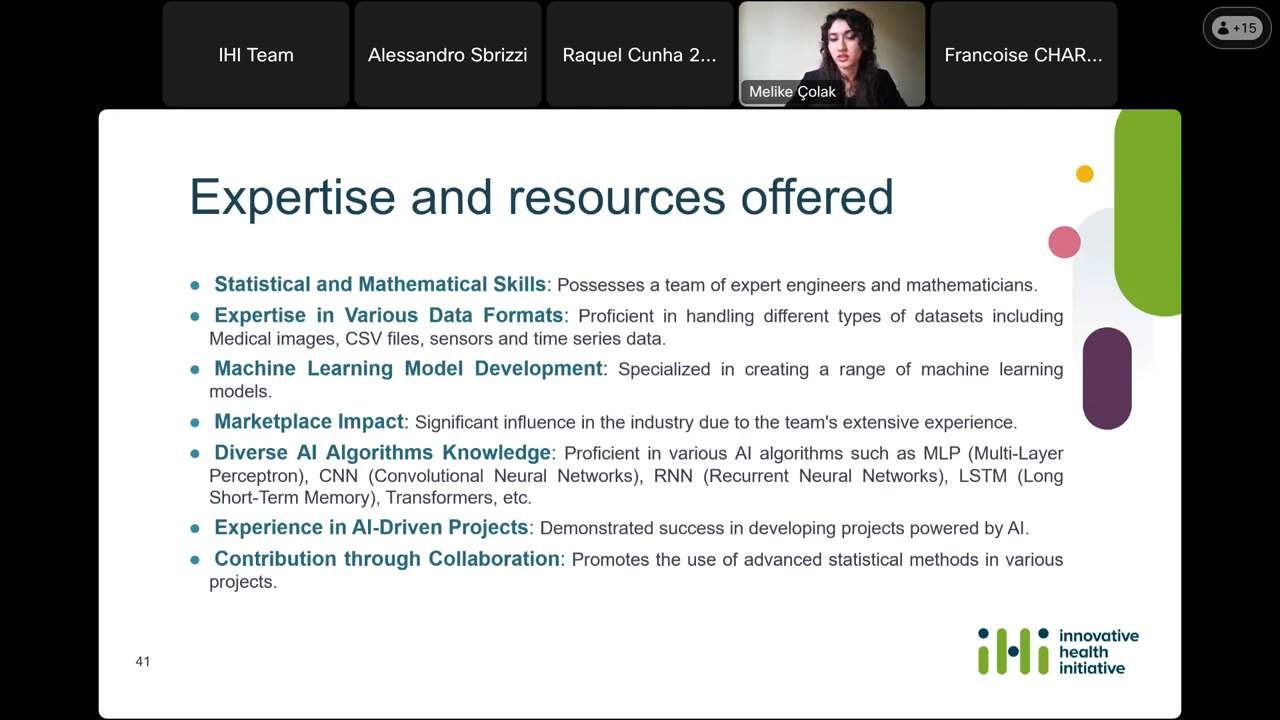 IHI Team
Alessandro Sbrizzi
Raquel Cunha 2...
Melike Çolak
Francoise CHAR...
+15
Expertise and resources offered
● Statistical and Mathematical Skills: Possesses a team of expert engineers and mathematicians.
● Expertise in Various Data Formats: Proficient in handling different types of datasets including
Medical images, CSV files, sensors and time series data.
● Machine Learning Model Development: Specialized in creating a range of machine learning
models.
● Marketplace Impact: Significant influence in the industry due to the team's extensive experience.
● Diverse AI Algorithms Knowledge: Proficient in various AI algorithms such as MLP (Multi-Layer
Perceptron), CNN (Convolutional Neural Networks), RNN (Recurrent Neural Networks), LSTM (Long
Short-Term Memory), Transformers, etc.
● Experience in AI-Driven Projects: Demonstrated success in developing projects powered by AI.
● Contribution through Collaboration: Promotes the use of advanced statistical methods in various
projects.
41
iHi
innovative
health
initiative